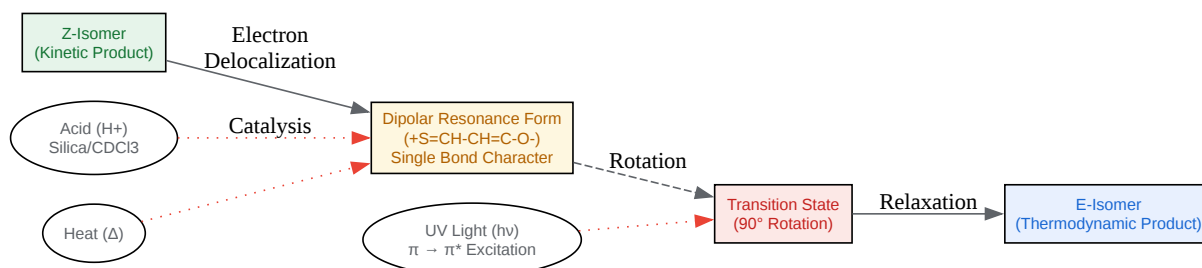 Z-Isomer
(Kinetic Product)
Electron
Delocalization
Acid (H+)
Silica/CDCl3
Catalysis
Dipolar Resonance Form
(+S=CH-CH=C-O-)
Single Bond Character
Heat (Δ)
Rotation
UV Light (hν)
π → π* Excitation
Transition State
(90° Rotation)
Relaxation
E-Isomer
(Thermodynamic Product)